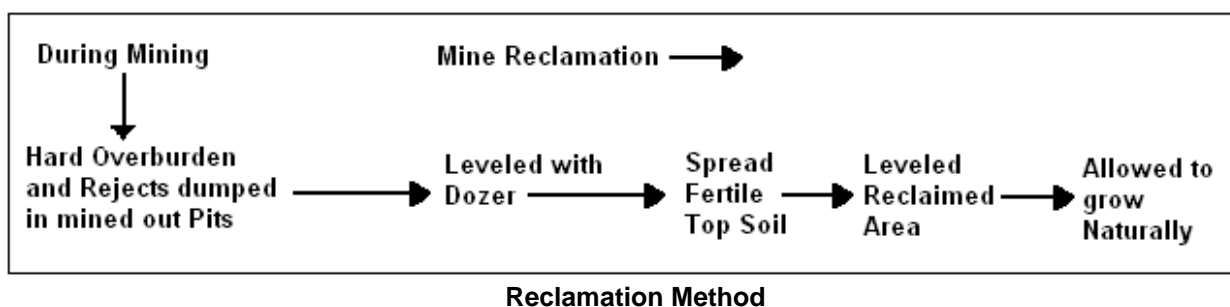 During Mining
Mine Reclamation
Hard Overburden
and Rejects dumped
in mined out Pits
Leveled with
Dozer
Spread
Fertile
Top Soil
Leveled
Reclaimed
Area
Allowed to
grow
Naturally
Reclamation Method